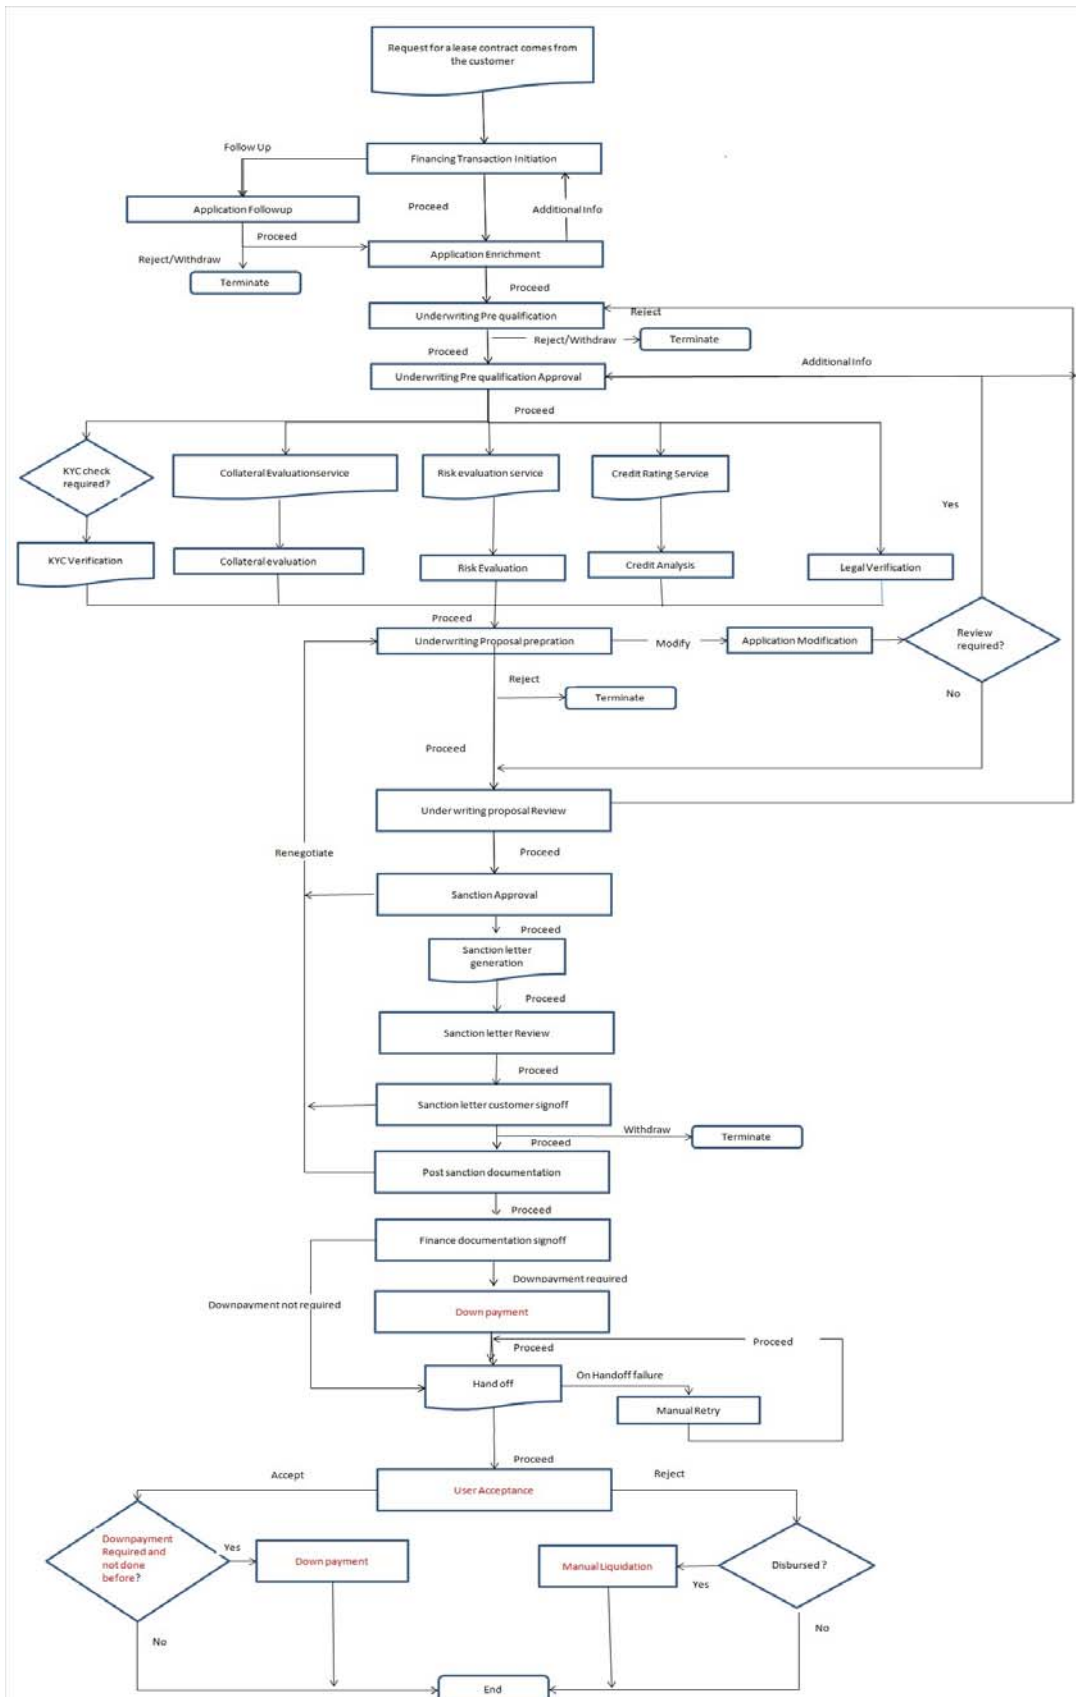 Request for a lease contract comes from
the customer
Follow Up
Financing Transaction Initiation
Proceed
Additional Info
Application Followup
Proceed
Application Enrichment
Reject/Withdraw
Terminate
Proceed
Underwriting Pre qualification
Reject
Reject/Withdraw
Terminate
Proceed
Additional Info
Underwriting Pre qualification Approval
Proceed
KYC check
required?
Collateral Evaluationservice
Risk evaluation service
Credit Rating Service
Yes
KYC Verification
Collateral evaluation
Risk Evaluation
Credit Analysis
Legal Verification
Proceed
Underwriting Proposal prepration
Modify
Application Modification
Review
required?
Reject
Terminate
No
Proceed
Under writing proposal Review
Renegotiate
Proceed
Sanction Approval
Proceed
Sanction letter
generation
Proceed
Sanction letter Review
Proceed
Sanction letter customer signoff
Withdraw
Terminate
Proceed
Post sanction documentation
Proceed
Finance documentation signoff
Downpayment required
Downpayment not required
Down payment
Proceed
Proceed
Hand off
On Handoff failure
Manual Retry
Proceed
Accept
Reject
User Acceptance
Downpayment
Required and
not done
before?
Yes
Down payment
Manual Liquidation
Yes
Disbursed ?
No
No
End